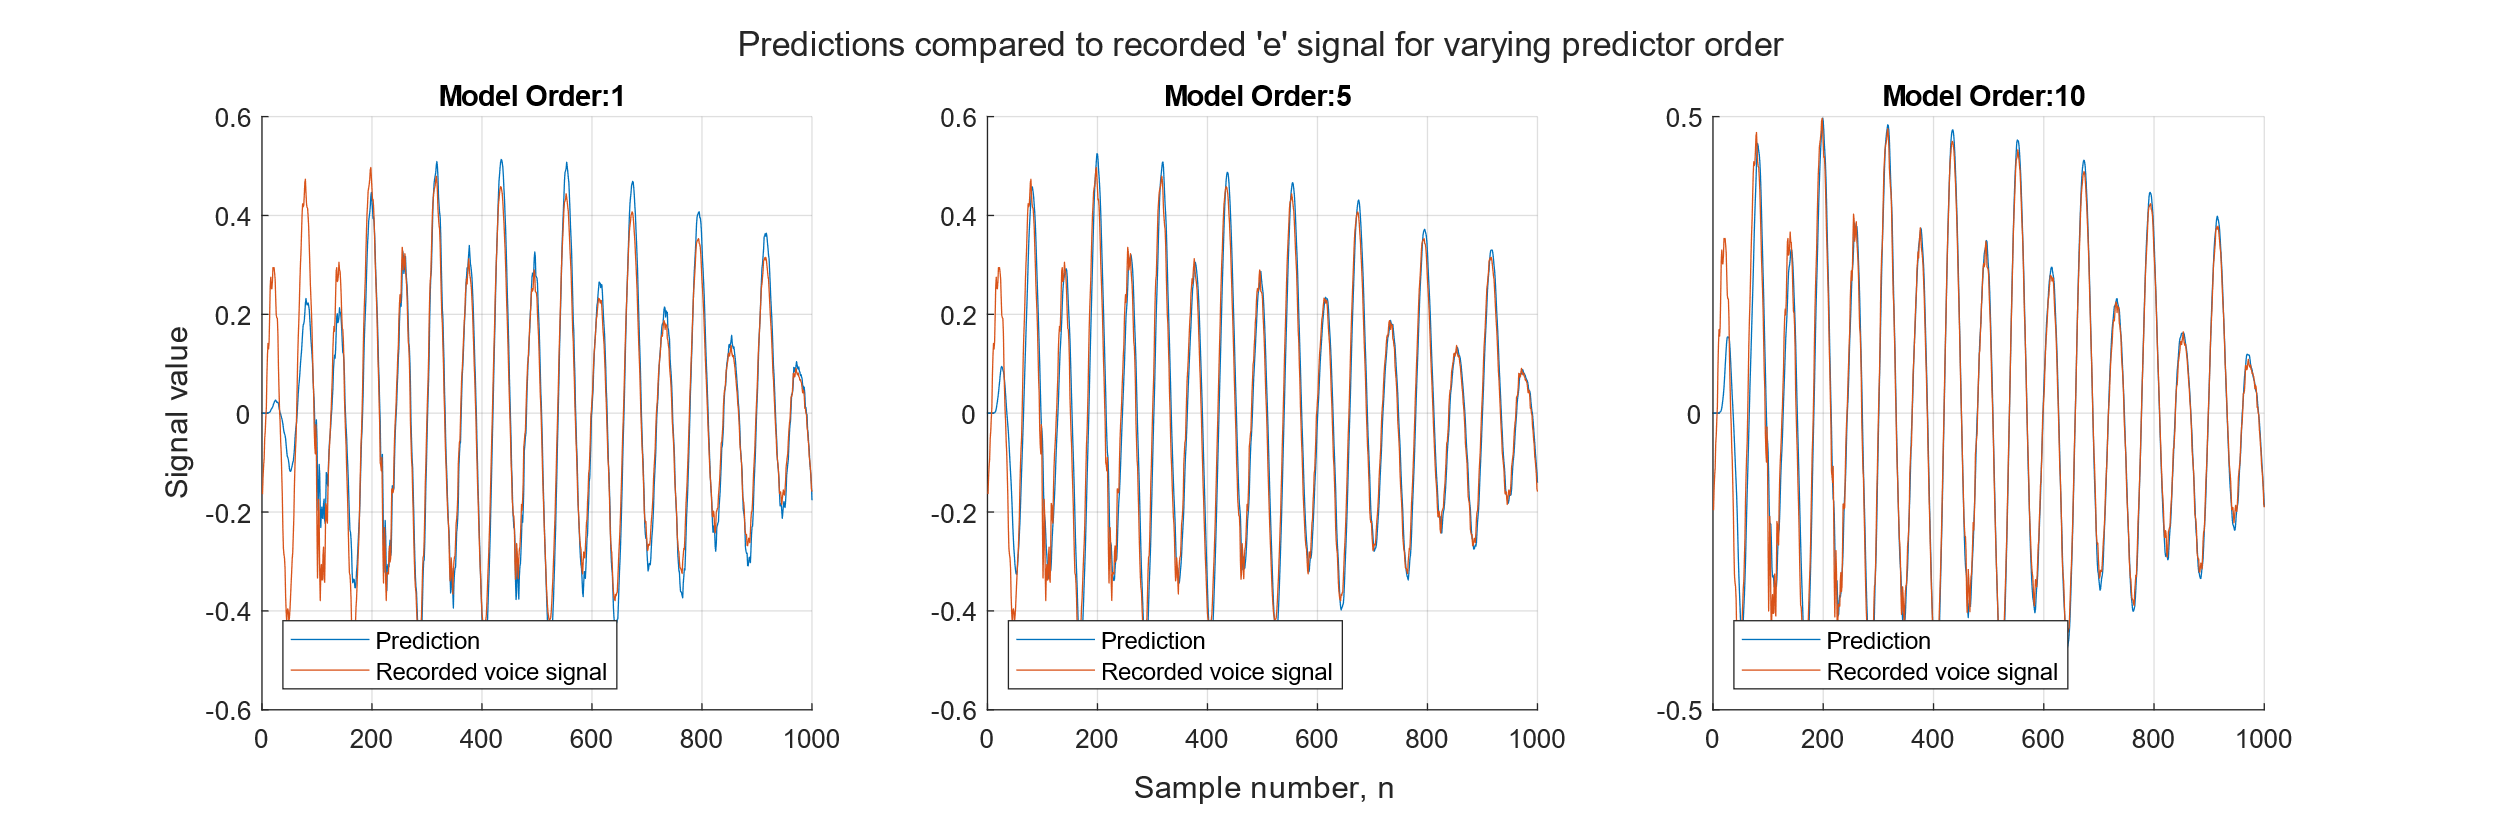 Predictions compared to recorded 'e' signal for varying predictor order
Model Order:1
0.6
0.4
0.2
0
-0.2
-0.4
-0.6
Signal value
Prediction
Recorded voice signal
0 200 400 600 800 1000
Model Order:5
0.6
0.4
0.2
0
-0.2
-0.4
-0.6
Prediction
Recorded voice signal
0 200 400 600 800 1000
Model Order:10
0.5
0
-0.5
Prediction
Recorded voice signal
0 200 400 600 800 1000
Sample number, n